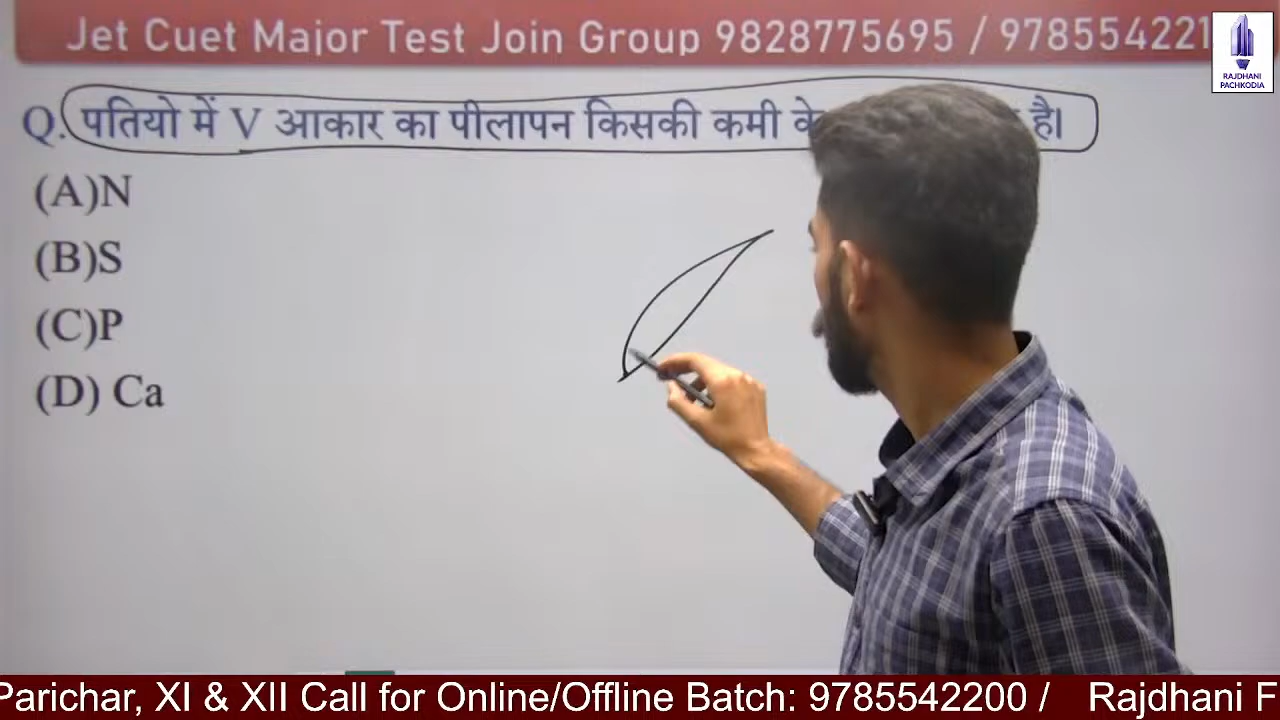 Jet Cuet Major Test Join Group 9828775695 / 978554221
RAJDHANI
PACHKODIA
Q. पतियो में V आकार का पीलापन किसकी कमी के है।
(A)N
(B)S
(C)P
(D) Ca
Parichar, XI & XII Call for Online/Offline Batch: 9785542200 / Rajdhani